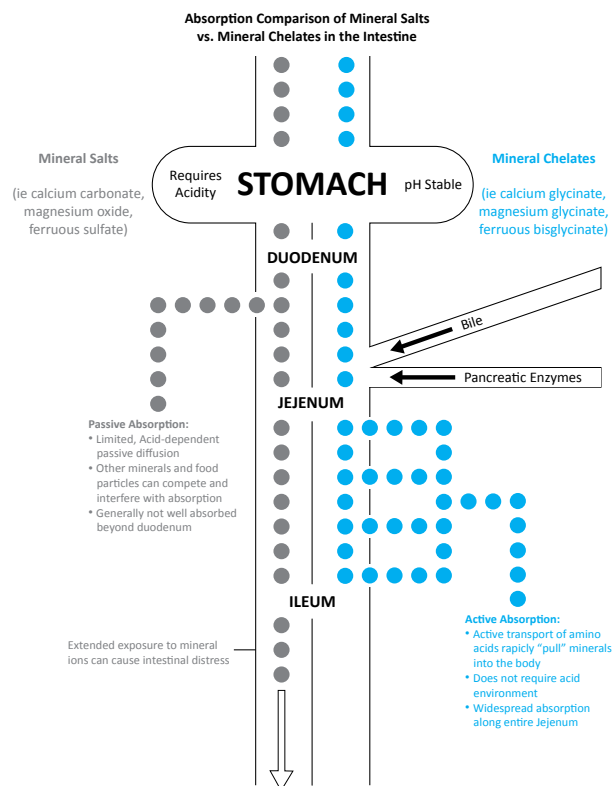 Absorption Comparison of Mineral Salts
vs. Mineral Chelates in the Intestine
Mineral Salts
(ie calcium carbonate,
magnesium oxide,
ferruous sulfate)
Requires
Acidity
STOMACH
pH Stable
Mineral Chelates
(ie calcium glycinate,
magnesium glycinate,
ferruous bisglycinate)
DUODENUM
Bile
Pancreatic Enzymes
JEJENUM
Passive Absorption:
• Limited, Acid-dependent
passive diffusion
• Other minerals and food
particles can compete and
interfere with absorption
• Generally not well absorbed
beyond duodenum
ILEUM
Extended exposure to mineral
ions can cause intestinal distress
Active Absorption:
• Active transport of amino
acids rapicly “pull” minerals
into the body
• Does not require acid
environment
• Widespread absorption
along entire Jejenum